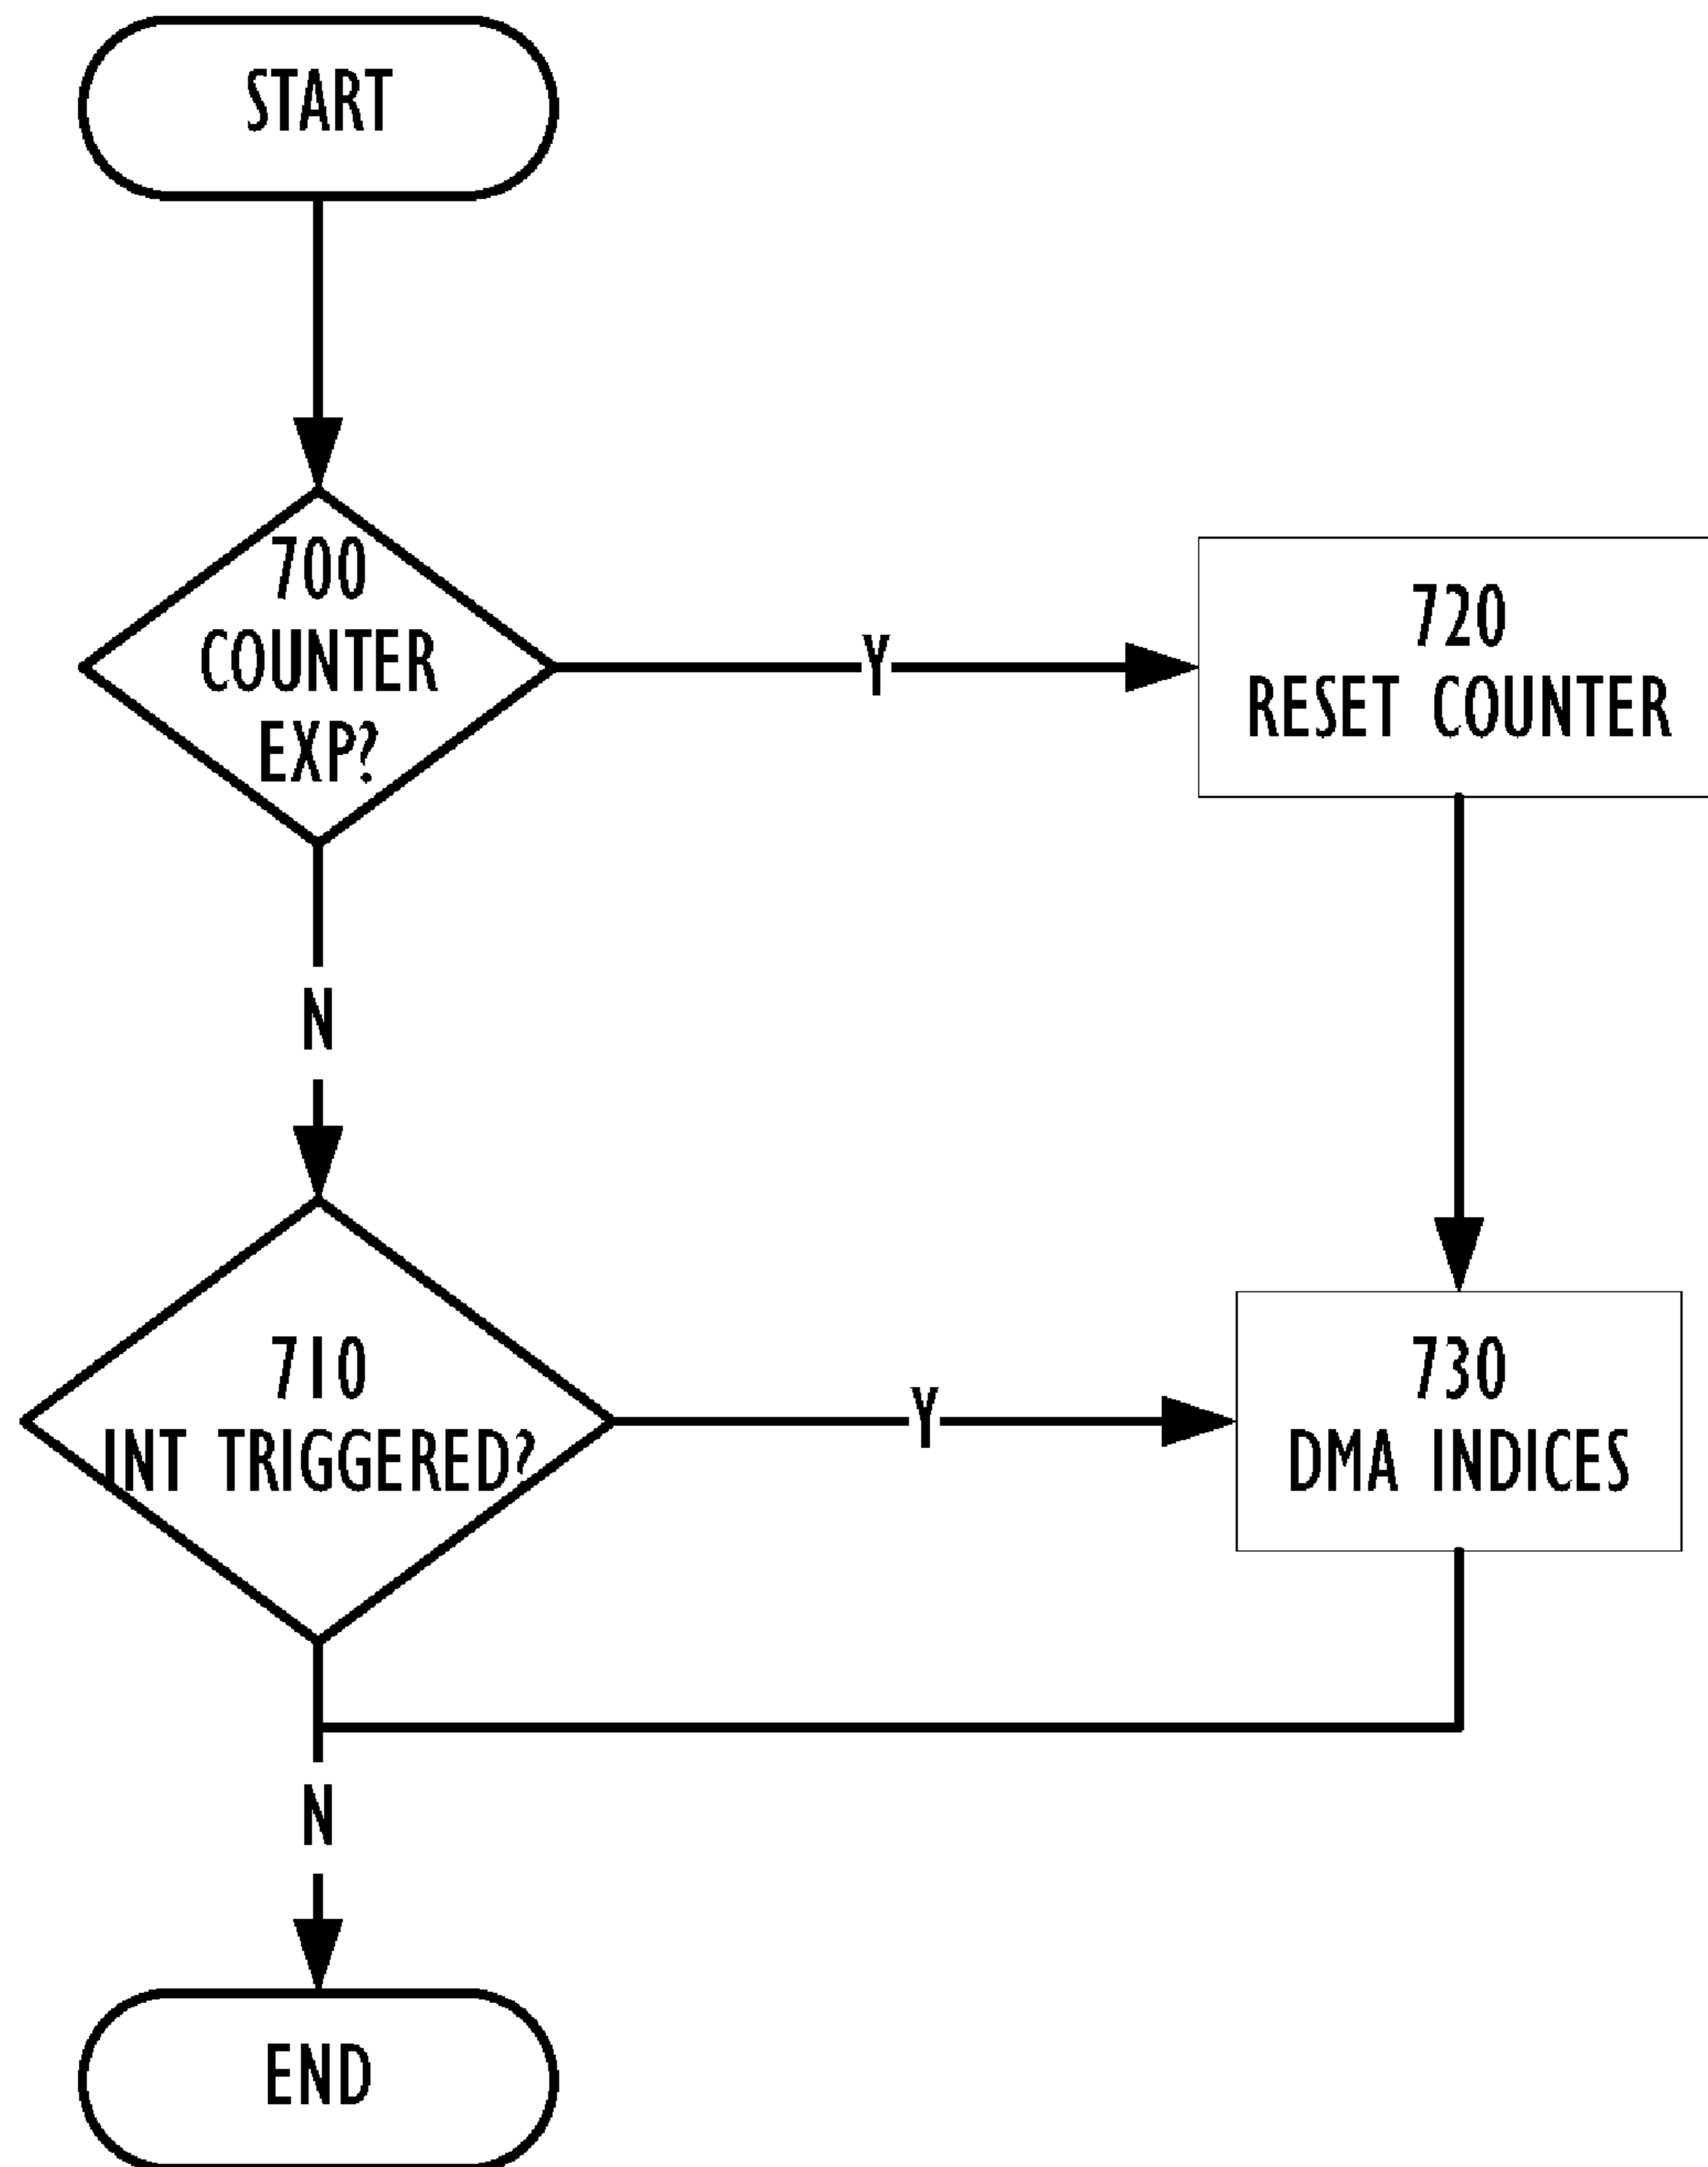 START
700
COUNTER
EXP?
Y
720
RESET COUNTER
N
710
INT TRIGGERED?
Y
730
DMA INDICES
N
END